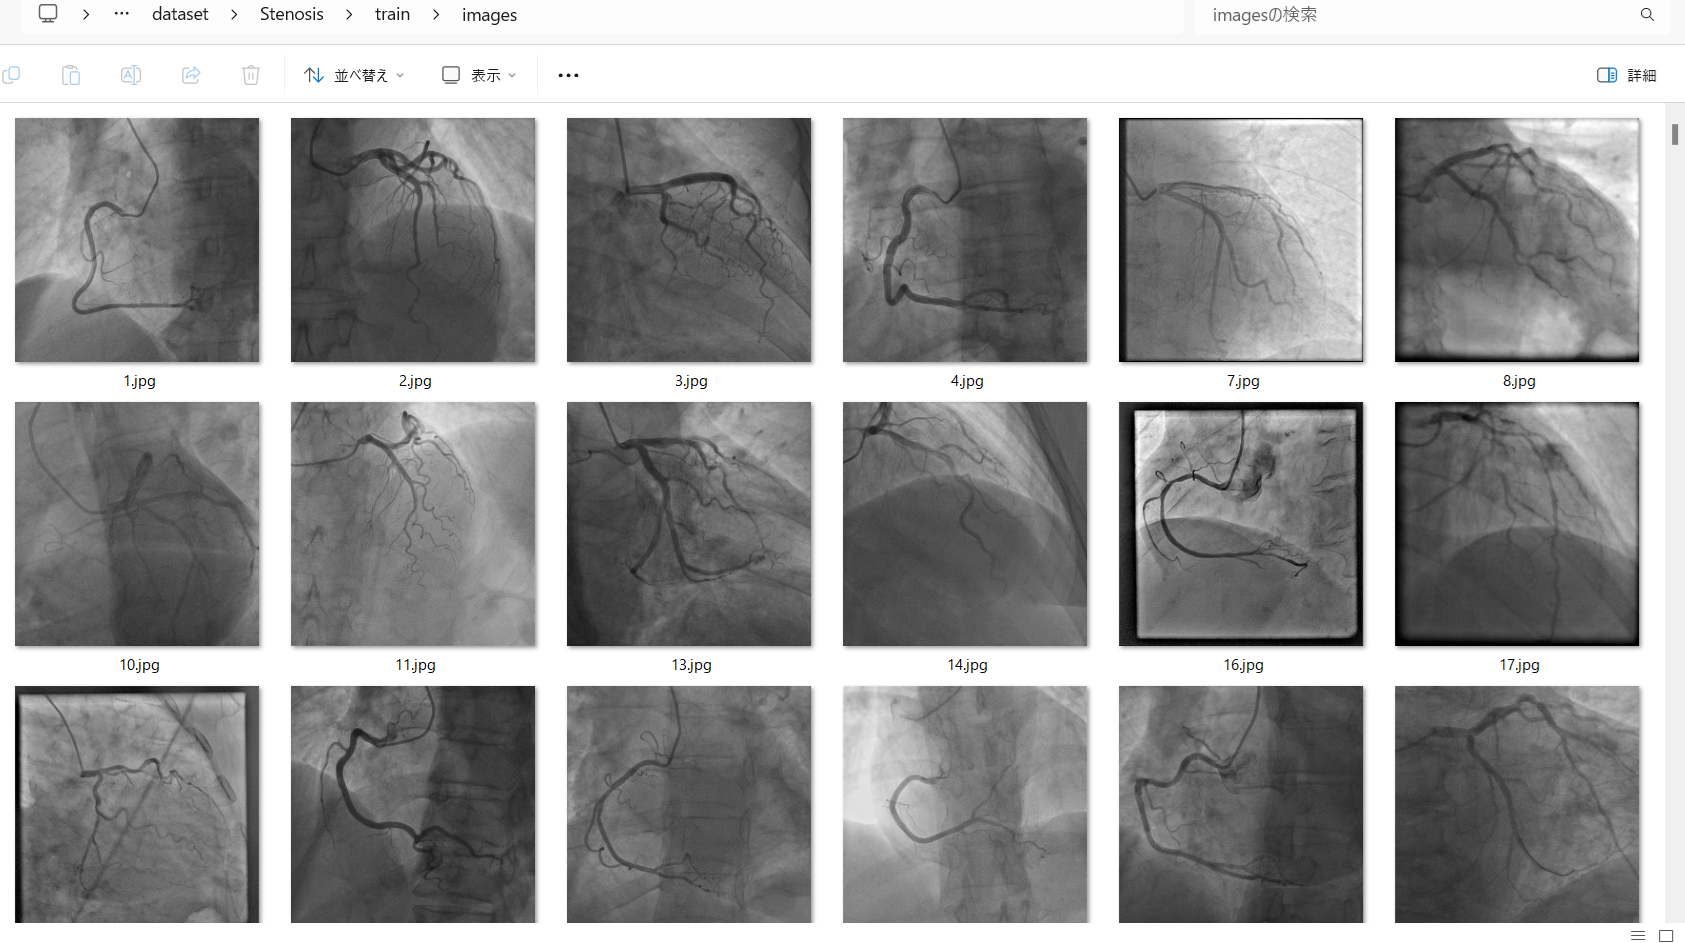 … dataset Stenosis train images
imagesの検索
並べ替え 表示 詳細
1.jpg 2.jpg 3.jpg 4.jpg 7.jpg 8.jpg
10.jpg 11.jpg 13.jpg 14.jpg 16.jpg 17.jpg